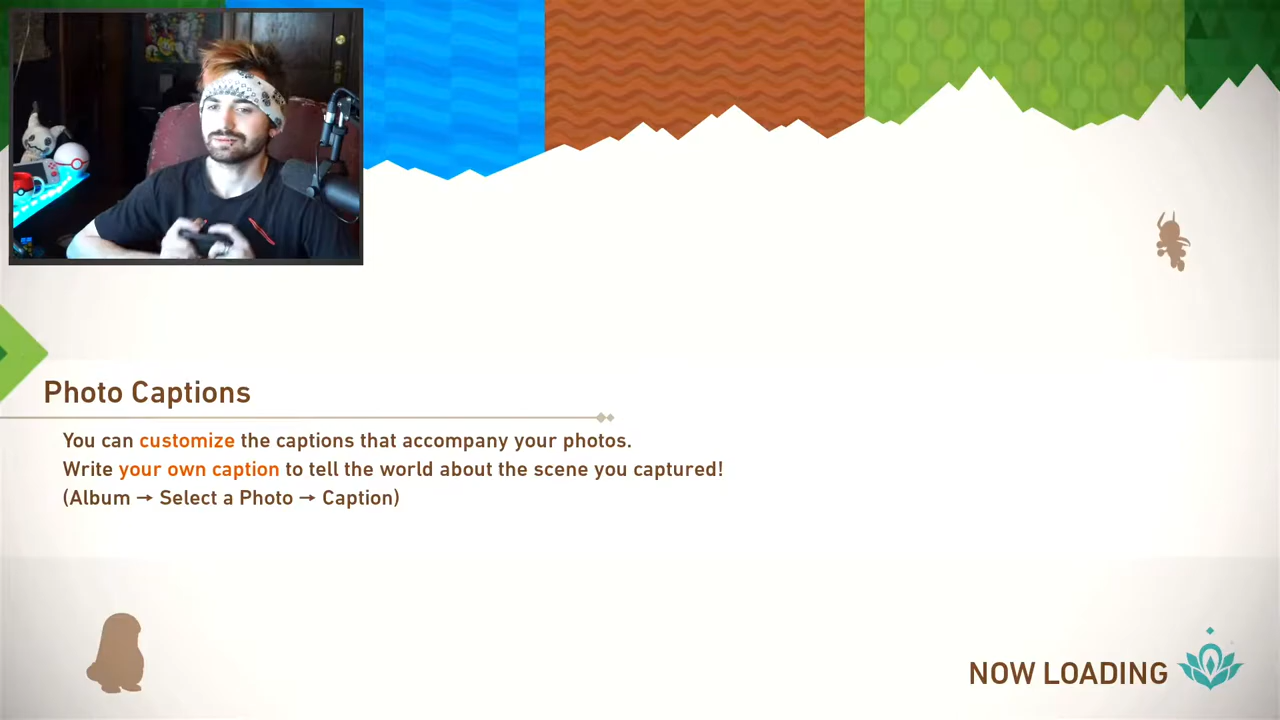 Photo Captions
You can customize the captions that accompany your photos.
Write your own caption to tell the world about the scene you captured!
(Album → Select a Photo → Caption)
NOW LOADING